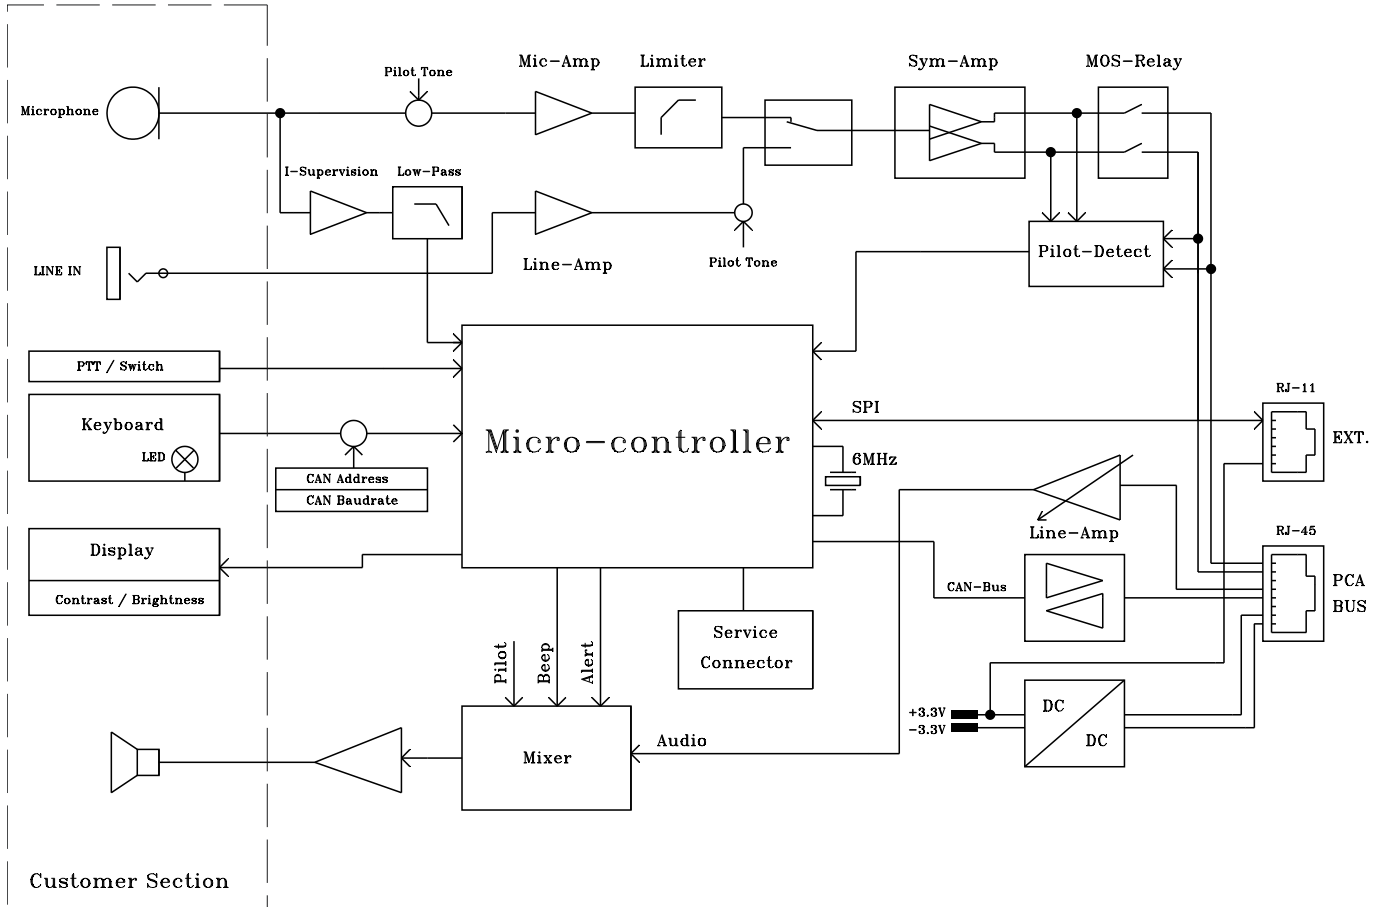 Mic-Amp
Limiter
Sym-Amp
MOS-Relay
Pilot Tone
Microphone
I-Supervision
Low-Pass
Pilot-Detect
LINE IN
Line-Amp
Pilot Tone
PTT / Switch
Keyboard
LED
CAN Address
CAN Baudrate
Micro-controller
SPI
6MHz
RJ-11
EXT.
Line-Amp
RJ-45
PCA
BUS
CAN-Bus
Display
Contrast / Brightness
Service
Connector
Pilot
Beep
Alert
+3.3V
-3.3V
DC
DC
Audio
Mixer
Customer Section